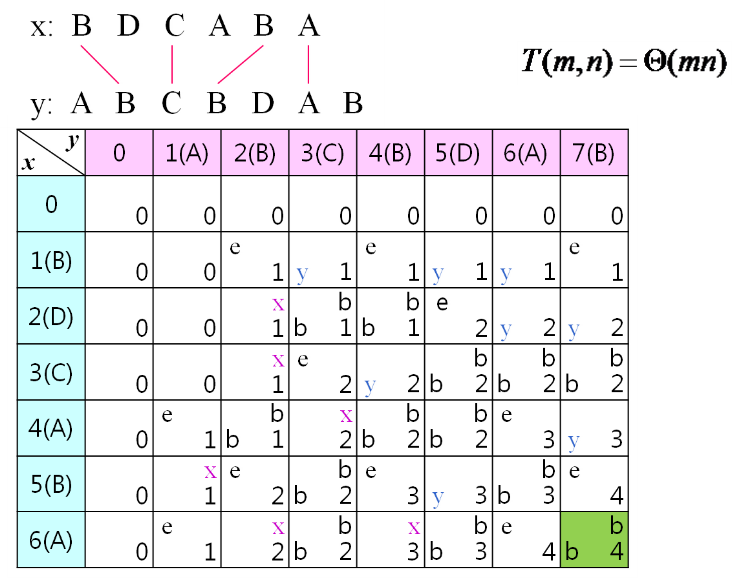 x: B D C A B A
T(m,n) = Θ(mn)
y: A B C B D A B
y
x 0 1(A) 2(B) 3(C) 4(B) 5(D) 6(A) 7(B)
0 0 0 0 0 0 0 0 0
e e e
1(B) 0 0 1 y 1 1 y 1 y 1 1
x b b e
2(D) 0 0 1 b 1 b 1 2 y 2 y 2
x e b b b
3(C) 0 0 1 2 y 2 b 2 b 2 b 2
e b x b b e
4(A) 0 1 b 1 2 b 2 b 2 3 y 3
x e b e b e
5(B) 0 1 2 b 2 3 y 3 b 3 4
e x b x b e b
6(A) 0 1 2 b 2 3 b 3 4 b 4